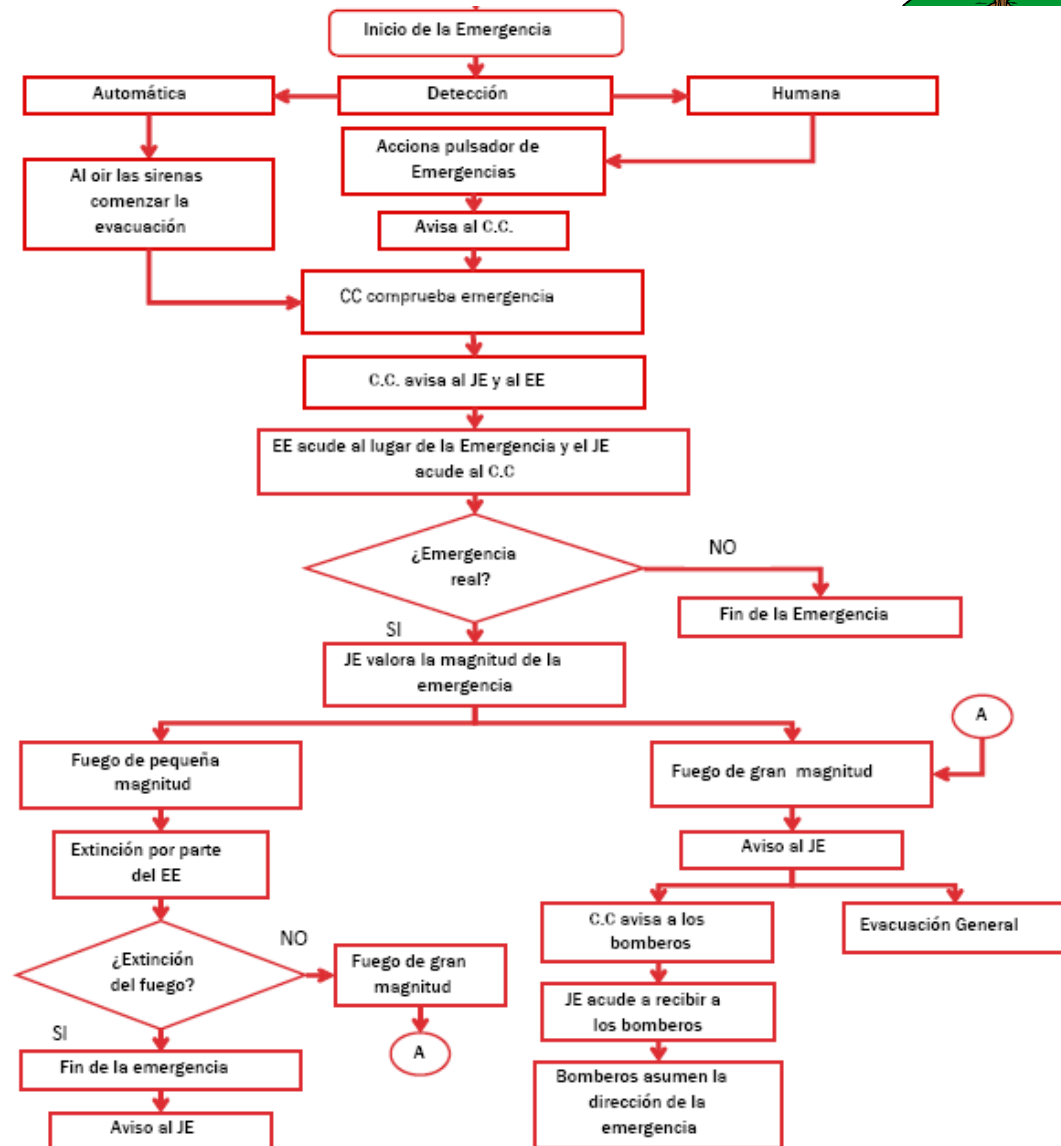 Inicio de la Emergencia
Automática
Detección
Humana
Acciona pulsador de
Emergencias
Al oir las sirenas
comenzar la
evacuación
Avisa al C.C.
CC comprueba emergencia
C.C. avisa al JE y al EE
EE acude al lugar de la Emergencia y el JE
acude al C.C
¿Emergencia
real?
NO
Fin de la Emergencia
SI
JE valora la magnitud de la
emergencia
A
Fuego de pequeña
magnitud
Fuego de gran magnitud
Extinción por parte
del EE
Aviso al JE
C.C avisa a los
bomberos
Evacuación General
¿Extinción
del fuego?
NO
Fuego de gran
magnitud
JE acude a recibir a
los bomberos
SI
A
Fin de la emergencia
Bomberos asumen la
dirección de la
emergencia
Aviso al JE